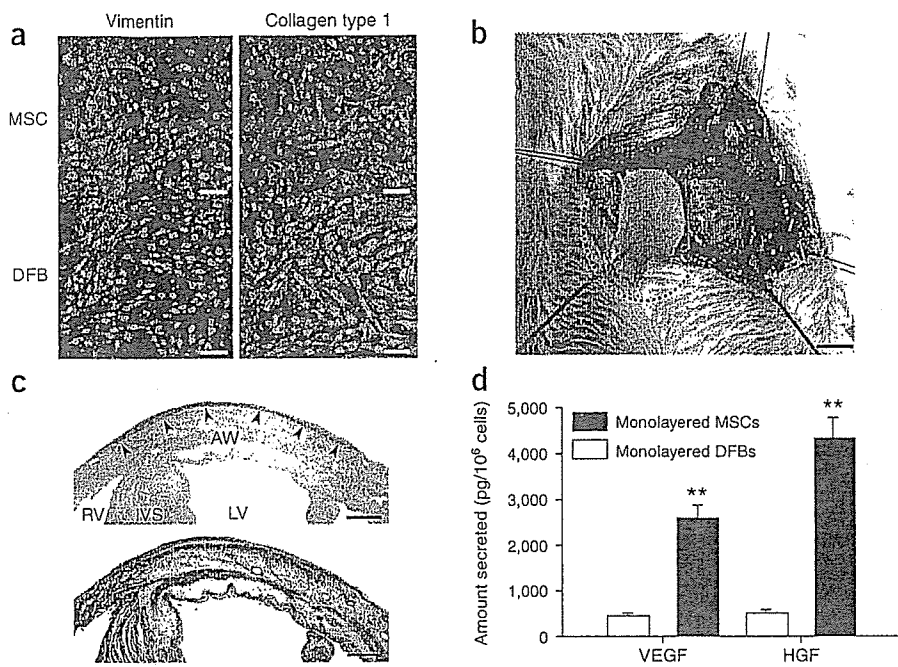 a
Vimentin
Collagen type 1
MSC
DFB
b
c
AW
RV
IVS
LV
d
Amount secreted (pg/10⁶ cells)
5,000
4,000
3,000
2,000
1,000
0
Monolayered MSCs
Monolayered DFBs
**
**
VEGF
HGF